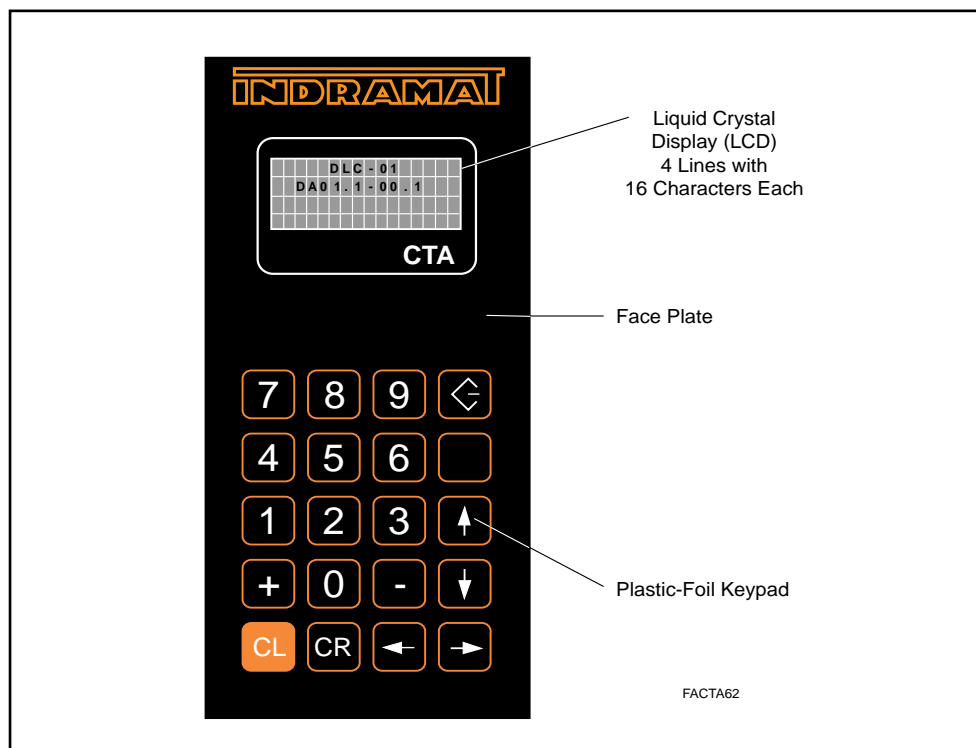 INDRAMAT
DLC-01
DA01.1-00.1
CTA
Liquid Crystal
Display (LCD)
4 Lines with
16 Characters Each
Face Plate
7 8 9
4 5 6
1 2 3
+ 0 -
CL CR
Plastic-Foil Keypad
FACTA62